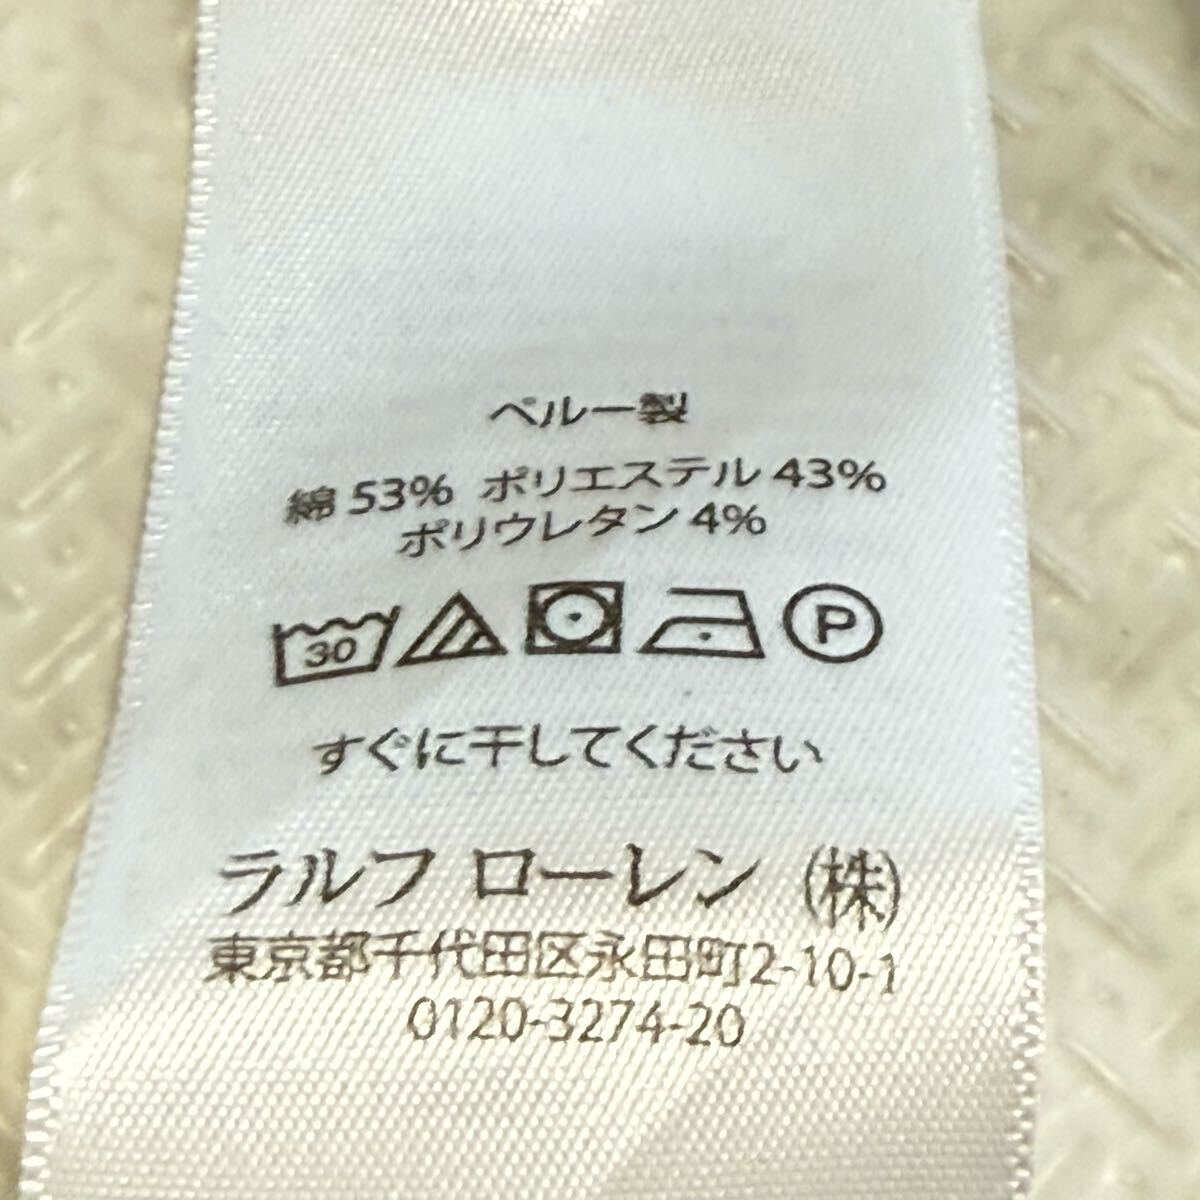 ペルー製
綿 53% ポリエステル 43%
ポリウレタン 4%
30 P
すぐに干してください
ラルフ ローレン (株)
東京都千代田区永田町2-10-1
0120-3274-20